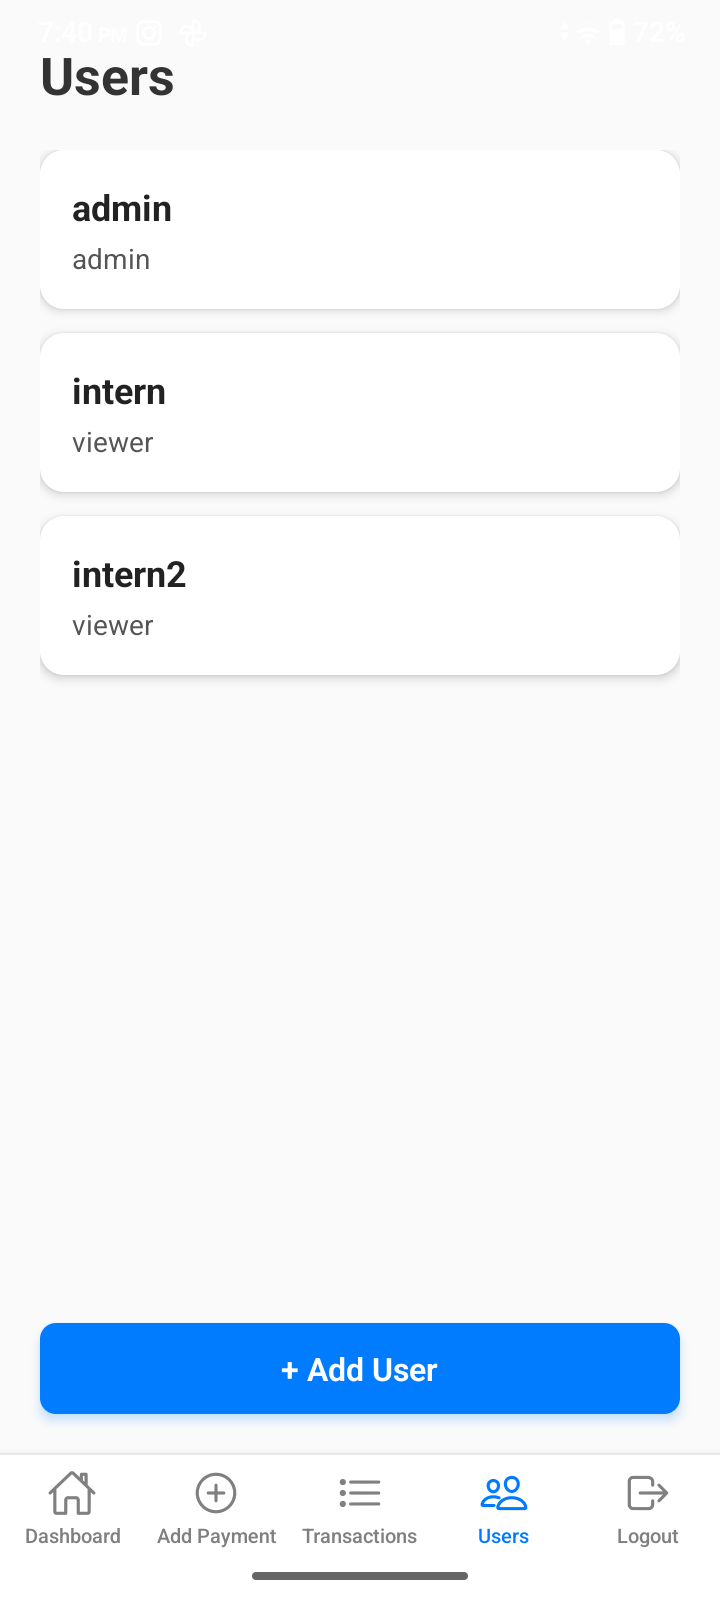 7:40 PM 72%
Users
admin
admin
intern
viewer
intern2
viewer
+ Add User
Dashboard Add Payment Transactions Users Logout